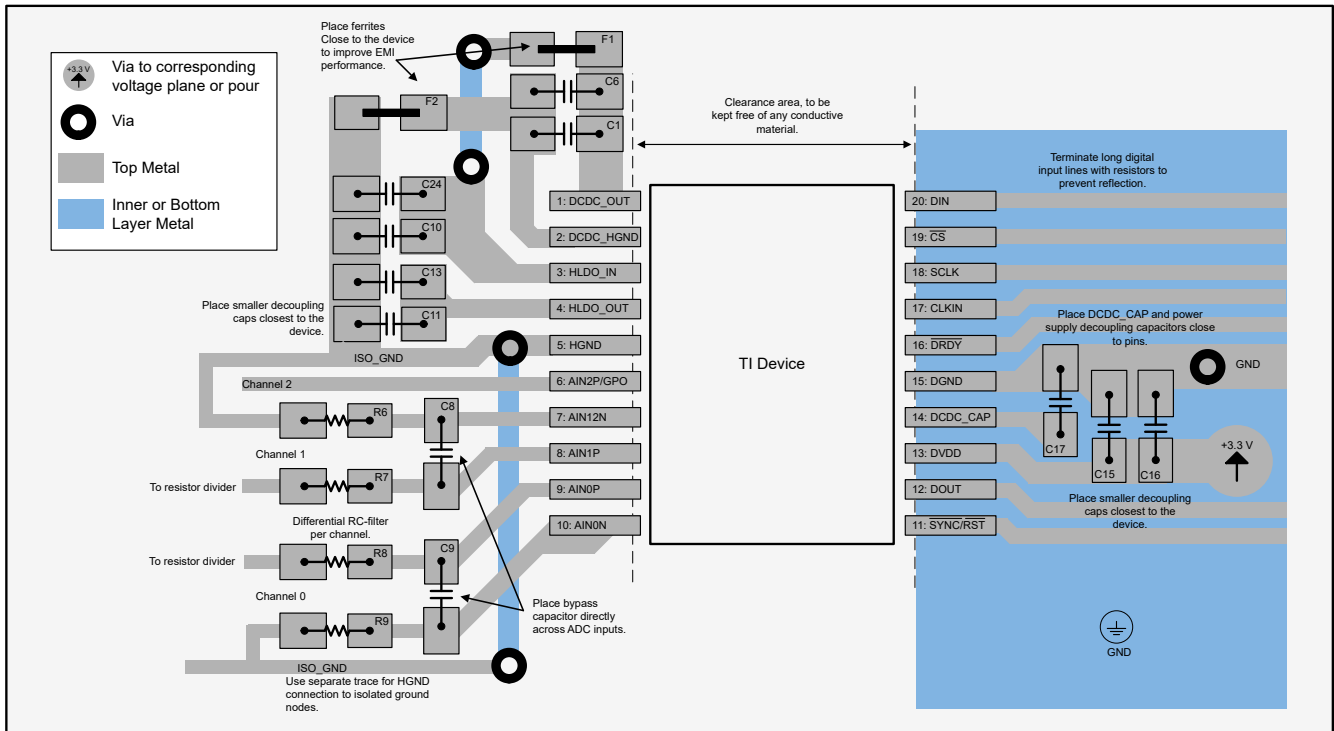 Place ferrites
Close to the device
to improve EMI
performance.
+3.3 V
Via to corresponding
voltage plane or pour
Via
Top Metal
Inner or Bottom
Layer Metal
F1
F2
C6
C1
Clearance area, to be
kept free of any conductive
material.
Terminate long digital
input lines with resistors to
prevent reflection.
C24
C10
C13
C11
Place smaller decoupling
caps closest to the
device.
ISO_GND
1: DCDC_OUT
2: DCDC_HGND
3: HLDO_IN
4: HLDO_OUT
5: HGND
6: AIN2P/GPO
7: AIN12N
8: AIN1P
9: AIN0P
10: AIN0N
TI Device
20: DIN
19: CS
18: SCLK
17: CLKIN
16: DRDY
15: DGND
14: DCDC_CAP
13: DVDD
12: DOUT
11: SYNC/RST
Place DCDC_CAP and power
supply decoupling capacitors close
to pins.
GND
C17
C15
C16
+3.3 V
Place smaller decoupling
caps closest to the
device.
GND
Channel 2
R6
C8
Channel 1
To resistor divider
R7
Differential RC-filter
per channel.
To resistor divider
R8
C9
Channel 0
R9
Place bypass
capacitor directly
across ADC inputs.
ISO_GND
Use separate trace for HGND
connection to isolated ground
nodes.